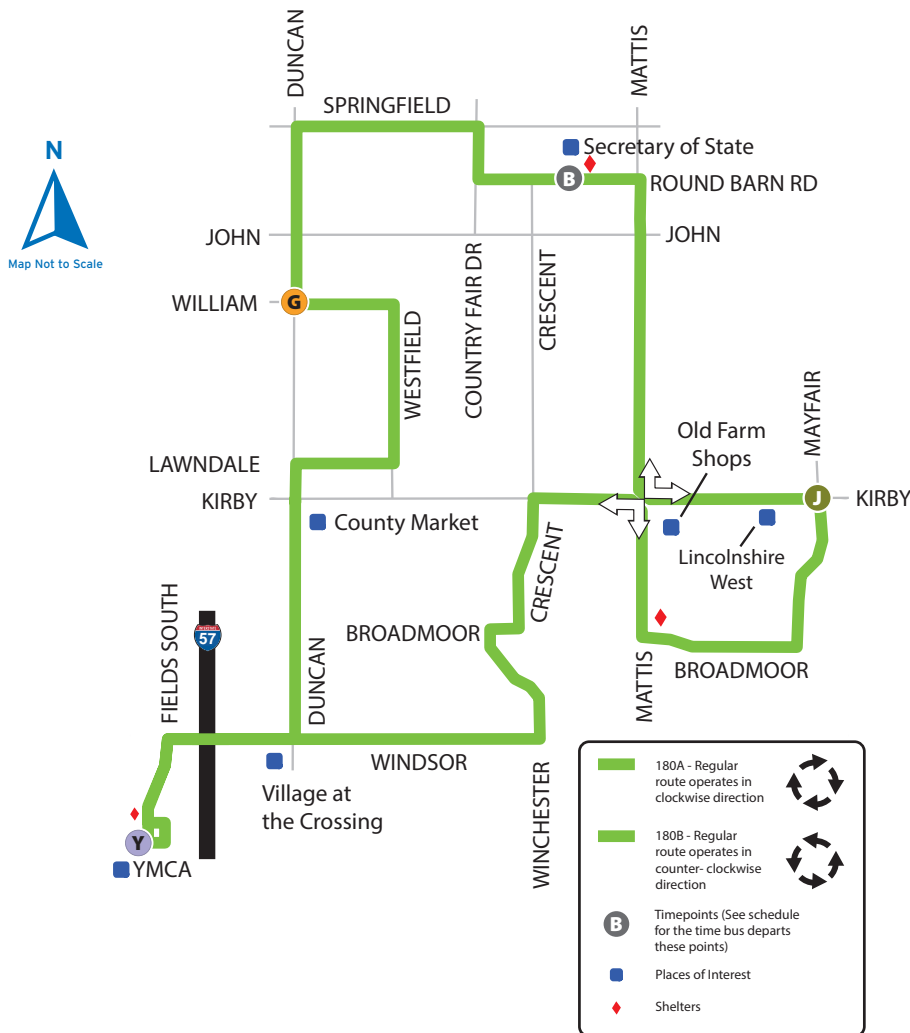 DUNCAN
MATTIS
SPRINGFIELD
N
Map Not to Scale
Secretary of State
B
ROUND BARN RD
JOHN
JOHN
COUNTRY FAIR DR
CRESCENT
WILLIAM
G
WESTFIELD
MAYFAIR
Old Farm
Shops
LAWNDALE
KIRBY
J
KIRBY
County Market
Lincolnshire
West
CRESCENT
FIELDS SOUTH
INTERSTATE
57
BROADMOOR
DUNCAN
MATTIS
BROADMOOR
WINDSOR
WINCHESTER
Village at
the Crossing
Y
YMCA
180A - Regular
route operates in
clockwise direction
180B - Regular
route operates in
counter- clockwise
direction
B
Timepoints (See schedule
for the time bus departs
these points)
Places of Interest
Shelters